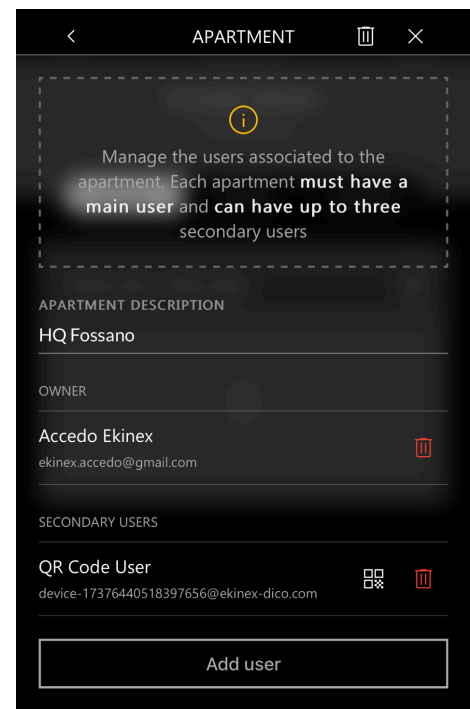 APARTMENT
Manage the users associated to the
apartment. Each apartment must have a
main user and can have up to three
secondary users
APARTMENT DESCRIPTION
HQ Fossano
OWNER
Accedo Ekinex
ekinex.accedo@gmail.com
SECONDARY USERS
QR Code User
device-17376440518397656@ekinex-dico.com
Add user